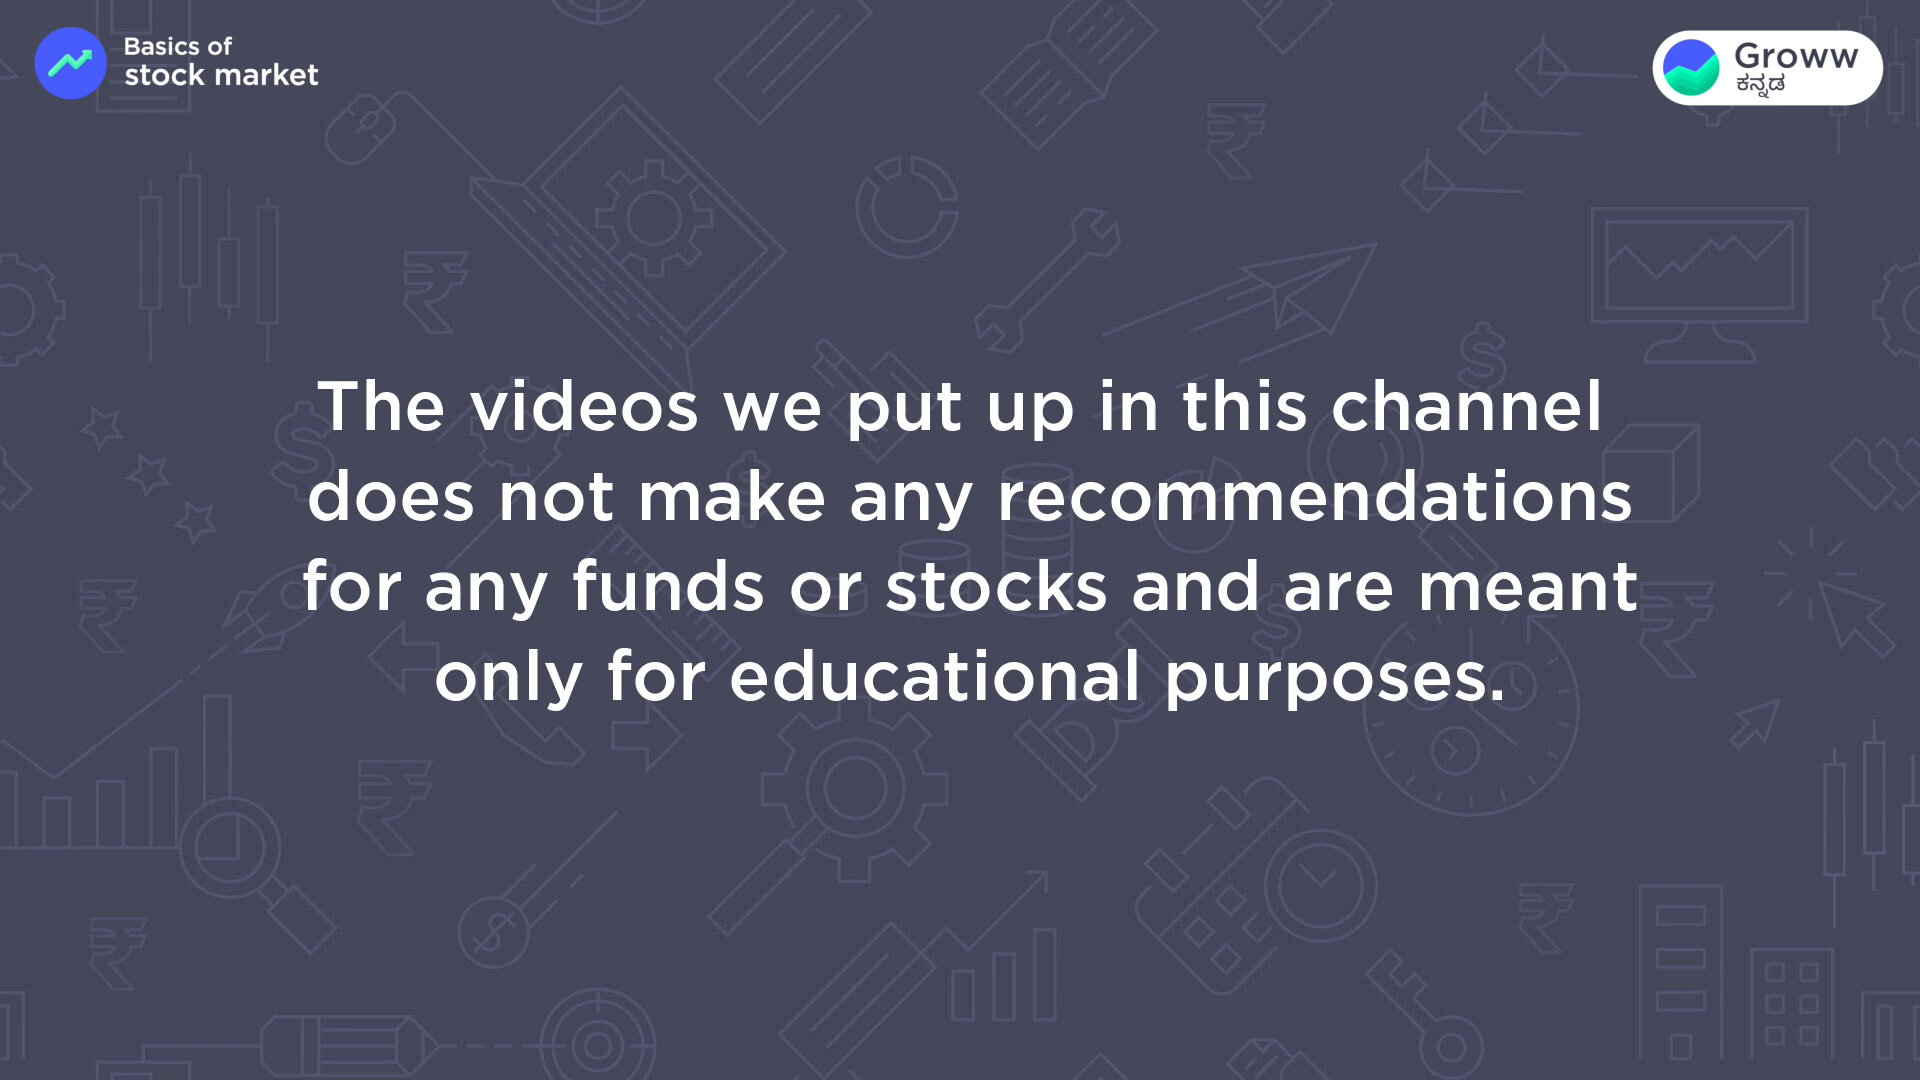 Basics of
stock market
Groww
ಕನ್ನಡ
The videos we put up in this channel
does not make any recommendations
for any funds or stocks and are meant
only for educational purposes.